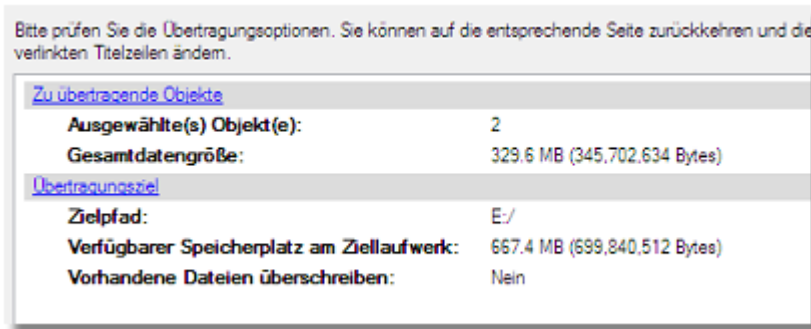 Bitte prüfen Sie die Übertragungsoptionen. Sie können auf die entsprechende Seite zurückkehren und die
verlinkten Titelzeilen ändern.
Zu übertragende Objekte
Ausgewählte(s) Objekt(e): 2
Gesamtdatengröße: 329.6 MB (345,702,634 Bytes)
Übertragungsziel
Zielpfad: E:/
Verfügbarer Speicherplatz am Ziellaufwerk: 667.4 MB (699,840,512 Bytes)
Vorhandene Dateien überschreiben: Nein